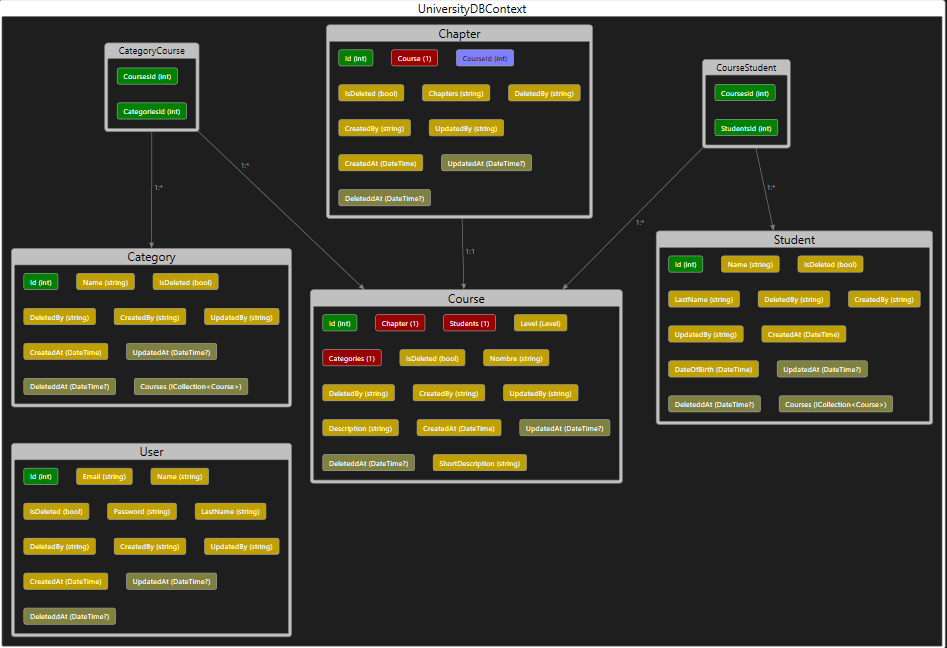 UniversityDBContext
CategoryCourse
CoursesId (int)
CategoriesId (int)
Chapter
Id (int) Course (1) CourseId (int)
IsDeleted (bool) Chapters (string) DeletedBy (string)
CreatedBy (string) UpdatedBy (string)
CreatedAt (DateTime) UpdatedAt (DateTime?)
DeleteddAt (DateTime?)
CourseStudent
CoursesId (int)
StudentsId (int)
1:*
1:*
1:1
1:*
1:*
Category
Id (int) Name (string) IsDeleted (bool)
DeletedBy (string) CreatedBy (string) UpdatedBy (string)
CreatedAt (DateTime) UpdatedAt (DateTime?)
DeleteddAt (DateTime?) Courses (ICollection<Course>)
Course
Id (int) Chapter (1) Students (1) Level (Level)
Categories (1) IsDeleted (bool) Nombre (string)
DeletedBy (string) CreatedBy (string) UpdatedBy (string)
Description (string) CreatedAt (DateTime) UpdatedAt (DateTime?)
DeleteddAt (DateTime?) ShortDescription (string)
Student
Id (int) Name (string) IsDeleted (bool)
LastName (string) DeletedBy (string) CreatedBy (string)
UpdatedBy (string) CreatedAt (DateTime)
DateOfBirth (DateTime) UpdatedAt (DateTime?)
DeleteddAt (DateTime?) Courses (ICollection<Course>)
User
Id (int) Email (string) Name (string)
IsDeleted (bool) Password (string) LastName (string)
DeletedBy (string) CreatedBy (string) UpdatedBy (string)
CreatedAt (DateTime) UpdatedAt (DateTime?)
DeleteddAt (DateTime?)